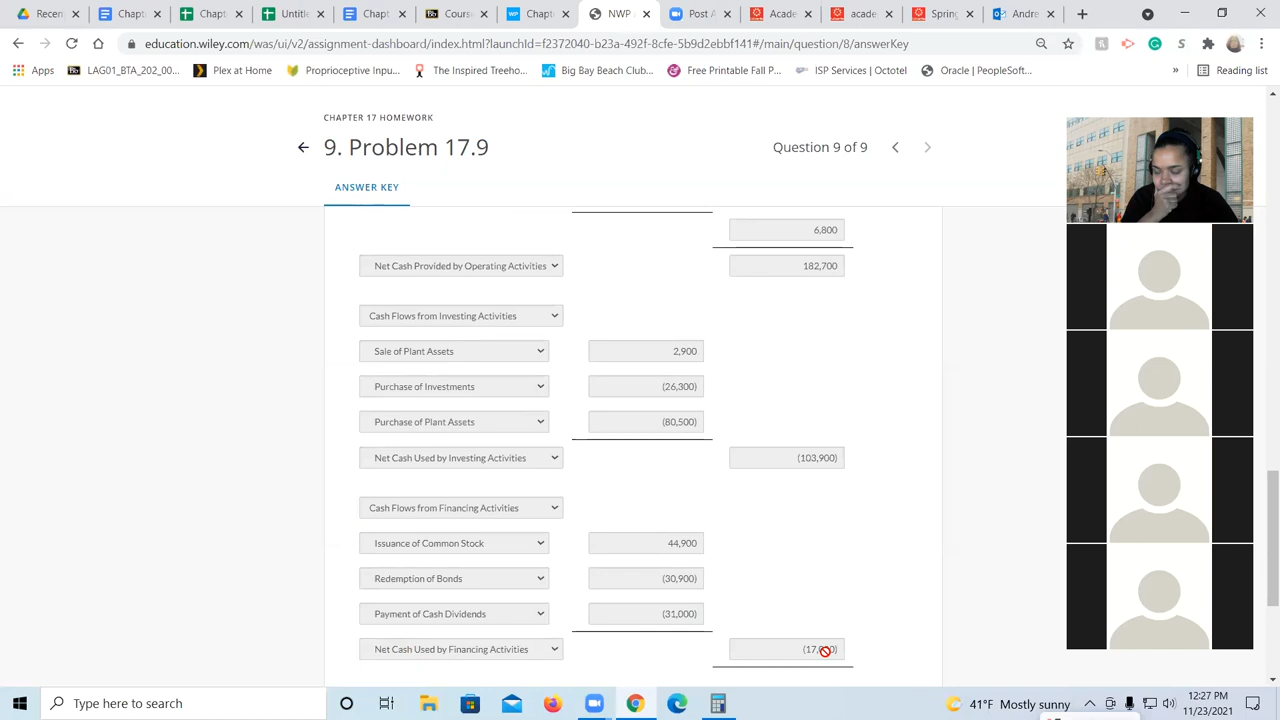 Recen
Chapt
Chapt
Untitle
Chapte
Chapte
NWP
Post A
Acade
acade
Spring
Andre
education.wiley.com/was/ui/v2/assignment-dashboard/index.html?launchId=f2372040-b23a-492f-8cfe-5b9d2ebbf141#/main/question/8/answerKey
Apps
LAG01_BTA_202_00...
Plex at Home
Proprioceptive Inpu...
The Inspired Treeho...
Big Bay Beach Club...
Free Printable Fall P...
ISP Services | Octotel
Oracle | PeopleSoft...
»
Reading list
CHAPTER 17 HOMEWORK
9. Problem 17.9
Question 9 of 9
ANSWER KEY
6,800
Net Cash Provided by Operating Activities 182,700
Cash Flows from Investing Activities
Sale of Plant Assets 2,900
Purchase of Investments (26,300)
Purchase of Plant Assets (80,500)
Net Cash Used by Investing Activities (103,900)
Cash Flows from Financing Activities
Issuance of Common Stock 44,900
Redemption of Bonds (30,900)
Payment of Cash Dividends (31,000)
Net Cash Used by Financing Activities
Type here to search
41°F Mostly sunny
12:27 PM
11/23/2021